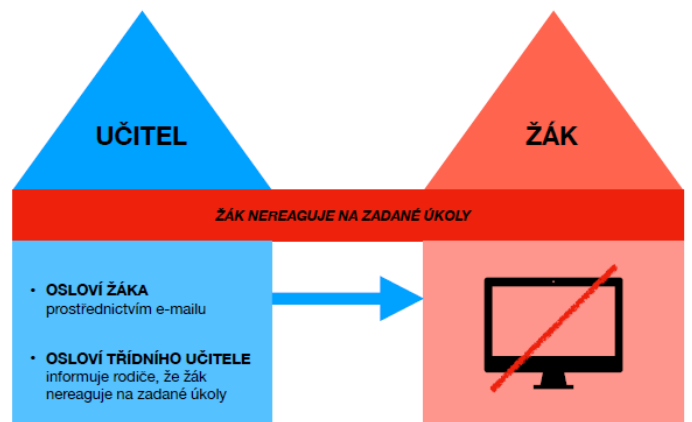 UČITEL
ŽÁK
ŽÁK NEREAGUJE NA ZADANÉ ÚKOLY
• OSLOVÍ ŽÁKA
prostřednictvím e-mailu
• OSLOVÍ TŘÍDNÍHO UČITELE
informuje rodiče, že žák
nereaguje na zadané úkoly